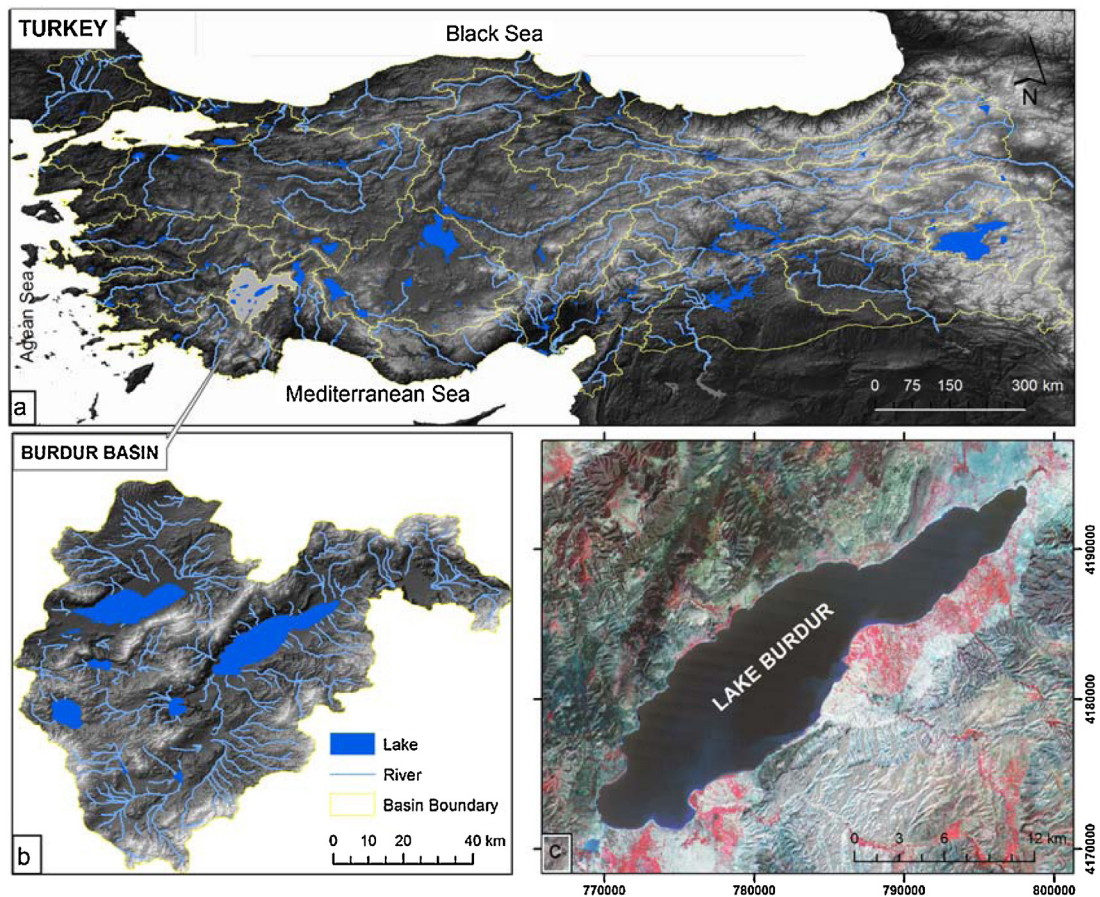 TURKEY
Black Sea
N
Agean Sea
Mediterranean Sea
0 75 150 300 km
a
BURDUR BASIN
Lake
River
Basin Boundary
0 10 20 40 km
b
LAKE BURDUR
0 3 6 12 km
c
4190000
4180000
4170000
770000 780000 790000 800000